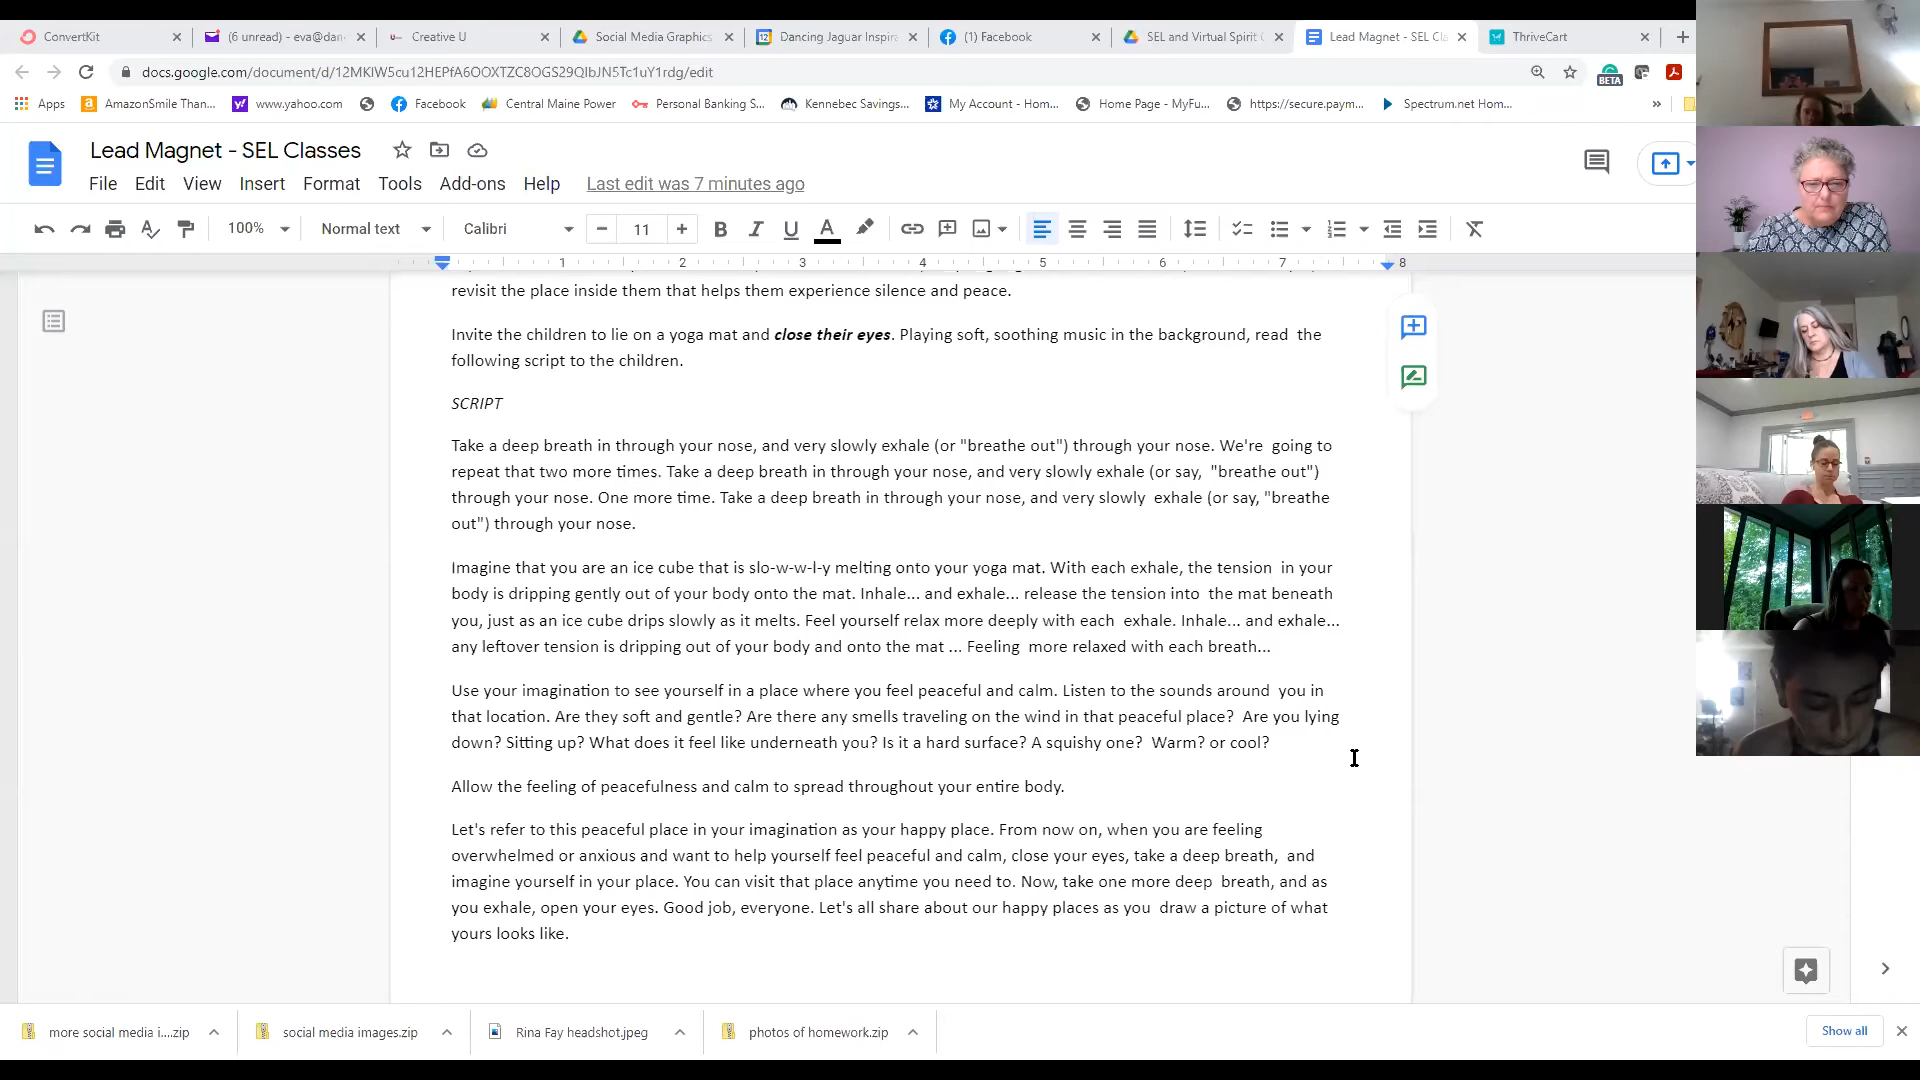 ConvertKit
(6 unread) - eva@dan
Creative U
Social Media Graphics
Dancing Jaguar Inspira
(1) Facebook
SEL and Virtual Spirit
Lead Magnet - SEL Cla
ThriveCart
docs.google.com/document/d/12MKIW5cu12HEPfA6OOXTZC8OGS29QIbJN5Tc1uY1rdg/edit
BETA
Apps
AmazonSmile Than...
www.yahoo.com
Facebook
Central Maine Power
Personal Banking S...
Kennebec Savings...
My Account - Hom...
Home Page - MyFu...
https://secure.paym...
Spectrum.net Hom...
»
Lead Magnet - SEL Classes
File Edit View Insert Format Tools Add-ons Help Last edit was 7 minutes ago
100% Normal text Calibri 11 B I U A
1 2 3 4 5 6 7 8
revisit the place inside them that helps them experience silence and peace.
Invite the children to lie on a yoga mat and close their eyes. Playing soft, soothing music in the background, read the
following script to the children.
SCRIPT
Take a deep breath in through your nose, and very slowly exhale (or "breathe out") through your nose. We're going to
repeat that two more times. Take a deep breath in through your nose, and very slowly exhale (or say, "breathe out")
through your nose. One more time. Take a deep breath in through your nose, and very slowly exhale (or say, "breathe
out") through your nose.
Imagine that you are an ice cube that is slo-w-w-l-y melting onto your yoga mat. With each exhale, the tension in your
body is dripping gently out of your body onto the mat. Inhale... and exhale... release the tension into the mat beneath
you, just as an ice cube drips slowly as it melts. Feel yourself relax more deeply with each exhale. Inhale... and exhale...
any leftover tension is dripping out of your body and onto the mat ... Feeling more relaxed with each breath...
Use your imagination to see yourself in a place where you feel peaceful and calm. Listen to the sounds around you in
that location. Are they soft and gentle? Are there any smells traveling on the wind in that peaceful place? Are you lying
down? Sitting up? What does it feel like underneath you? Is it a hard surface? A squishy one? Warm? or cool?
Allow the feeling of peacefulness and calm to spread throughout your entire body.
Let's refer to this peaceful place in your imagination as your happy place. From now on, when you are feeling
overwhelmed or anxious and want to help yourself feel peaceful and calm, close your eyes, take a deep breath, and
imagine yourself in your place. You can visit that place anytime you need to. Now, take one more deep breath, and as
you exhale, open your eyes. Good job, everyone. Let's all share about our happy places as you draw a picture of what
yours looks like.
more social media i....zip
social media images.zip
Rina Fay headshot.jpeg
photos of homework.zip
Show all